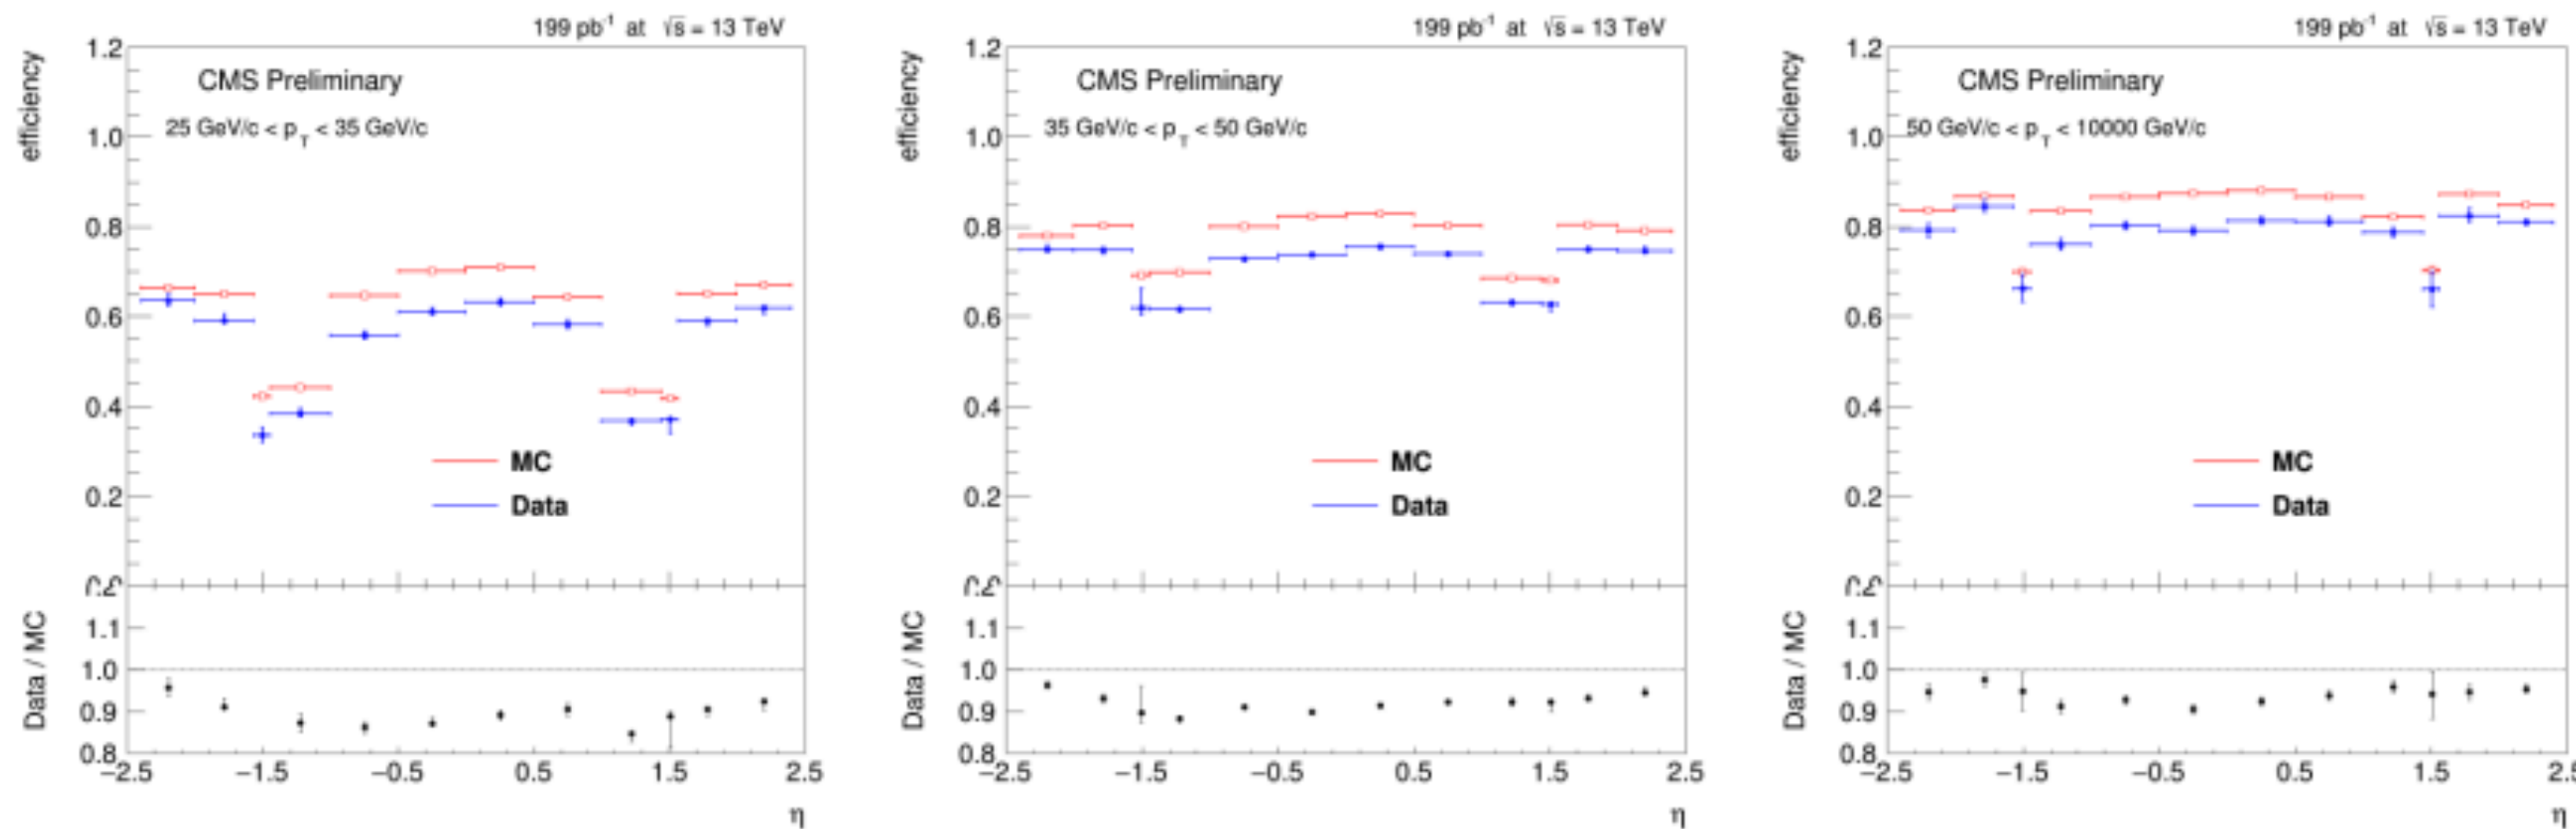 199 pb⁻¹ at √s = 13 TeV
CMS Preliminary
25 GeV/c < p_T < 35 GeV/c
efficiency
1.2
1.0
0.8
0.6
0.4
0.2
MC
Data
Data / MC
1.1
1.0
0.9
0.8
−2.5 −1.5 −0.5 0.5 1.5 2.5
η
199 pb⁻¹ at √s = 13 TeV
CMS Preliminary
35 GeV/c < p_T < 50 GeV/c
efficiency
1.2
1.0
0.8
0.6
0.4
0.2
MC
Data
Data / MC
1.1
1.0
0.9
0.8
−2.5 −1.5 −0.5 0.5 1.5 2.5
η
199 pb⁻¹ at √s = 13 TeV
CMS Preliminary
50 GeV/c < p_T < 10000 GeV/c
efficiency
1.2
1.0
0.8
0.6
0.4
0.2
MC
Data
Data / MC
1.1
1.0
0.9
0.8
−2.5 −1.5 −0.5 0.5 1.5
η